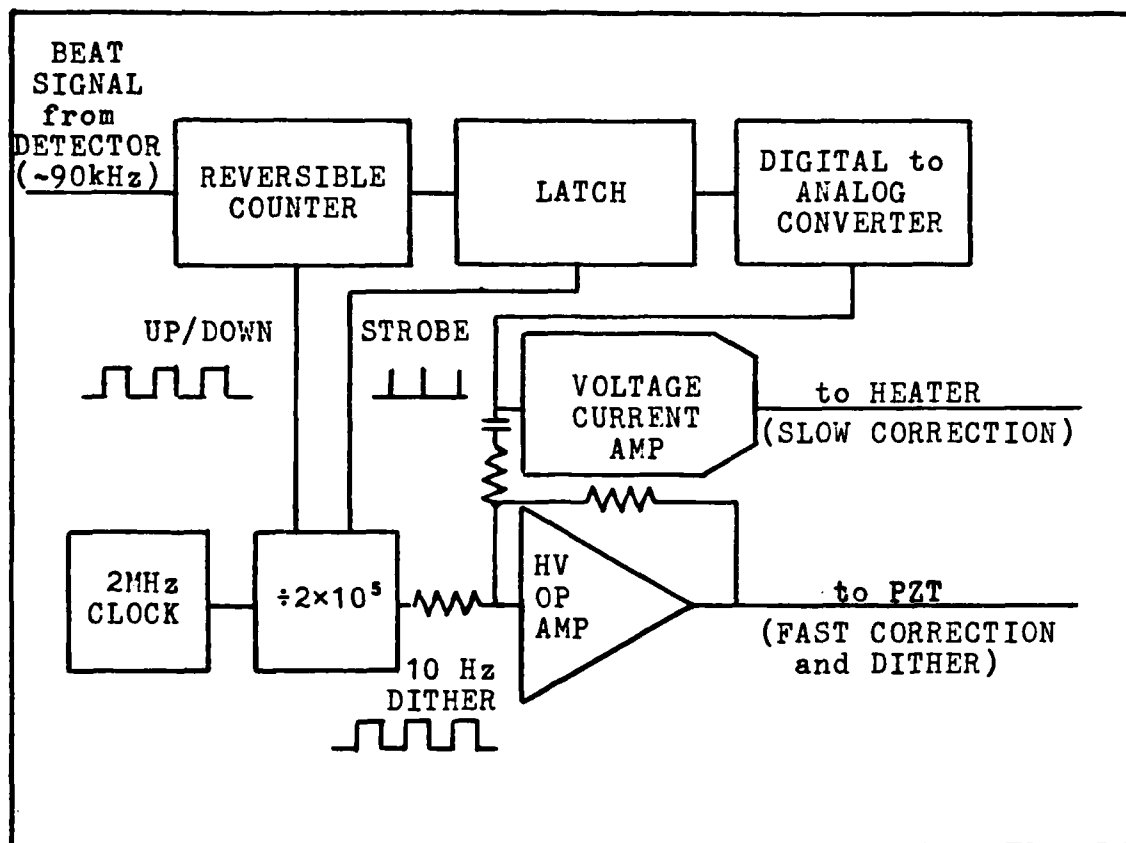 BEAT
SIGNAL
from
DETECTOR
(~90kHz)
REVERSIBLE
COUNTER
LATCH
DIGITAL to
ANALOG
CONVERTER
UP/DOWN
STROBE
VOLTAGE
CURRENT
AMP
to HEATER
(SLOW CORRECTION)
2MHz
CLOCK
÷2×10⁵
HV
OP
AMP
to PZT
(FAST CORRECTION
and DITHER)
10 Hz
DITHER